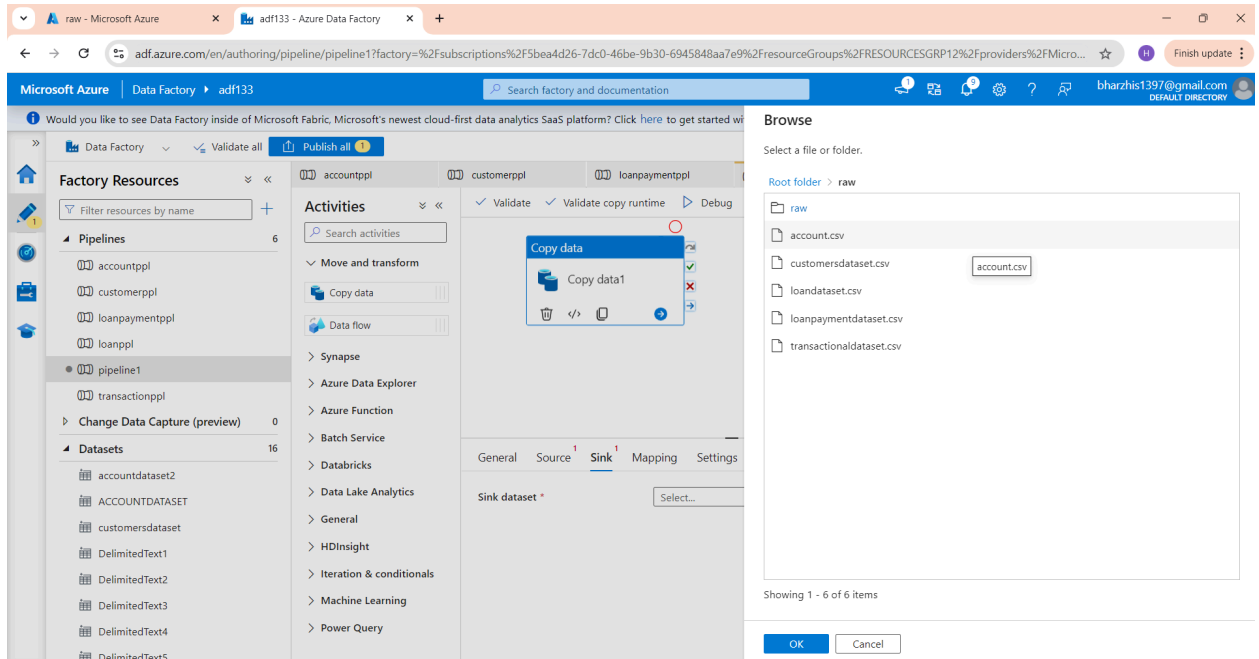 raw - Microsoft Azure
adf133 - Azure Data Factory
adf.azure.com/en/authoring/pipeline/pipeline1?factory=%2Fsubscriptions%2F5bea4d26-7dc0-46be-9b30-6945848aa7e9%2FresourceGroups%2FRESOURCESGRP12%2Fproviders%2FMicro...
H
Finish update
Microsoft Azure
Data Factory
adf133
Search factory and documentation
1
9
bharzhis1397@gmail.com
DEFAULT DIRECTORY
Would you like to see Data Factory inside of Microsoft Fabric, Microsoft's newest cloud-first data analytics SaaS platform? Click here to get started wi
Data Factory
Validate all
Publish all 1
1
Factory Resources
Filter resources by name
Pipelines 6
accountppl
customerppl
loanpaymentppl
loanppl
pipeline1
transactionppl
Change Data Capture (preview) 0
Datasets 16
accountdataset2
ACCOUNTDATASET
customersdataset
DelimitedText1
DelimitedText2
DelimitedText3
DelimitedText4
DelimitedText5
accountppl
customerppl
loanpaymentppl
Activities
Search activities
Move and transform
Copy data
Data flow
Synapse
Azure Data Explorer
Azure Function
Batch Service
Databricks
Data Lake Analytics
General
HDInsight
Iteration & conditionals
Machine Learning
Power Query
Validate
Validate copy runtime
Debug
Copy data
Copy data1
General
Source 1
Sink 1
Mapping
Settings
Sink dataset *
Select...
Browse
Select a file or folder.
Root folder > raw
raw
account.csv
customersdataset.csv
account.csv
loandataset.csv
loanpaymentdataset.csv
transactionaldataset.csv
Showing 1 - 6 of 6 items
OK
Cancel